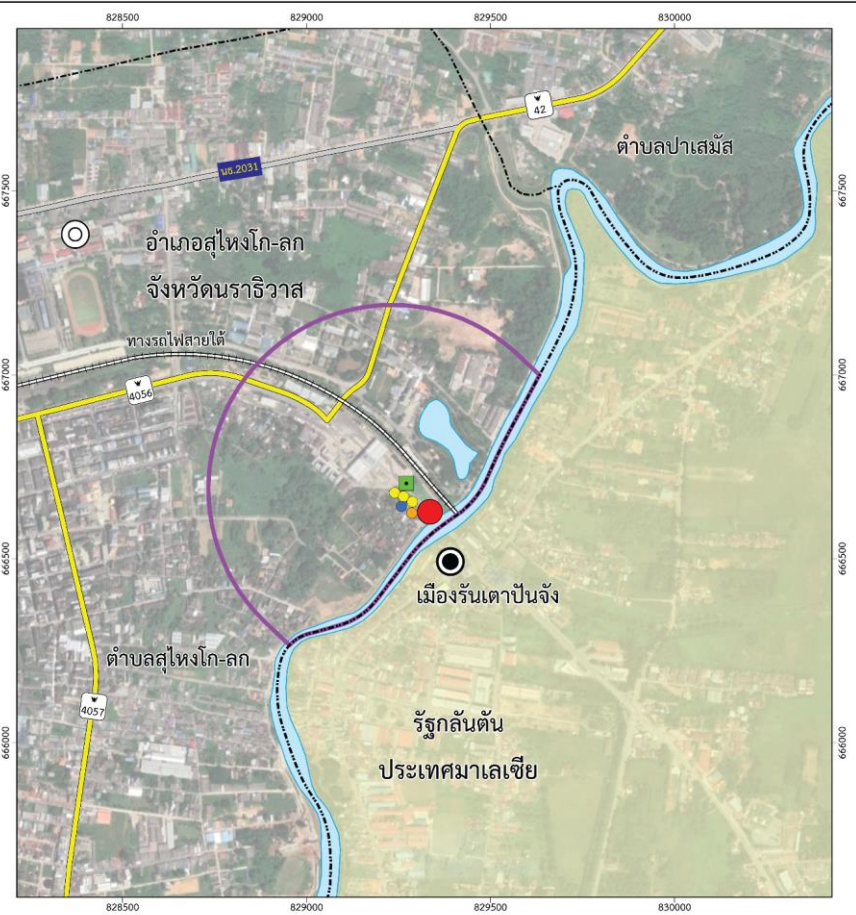 828500
829000
829500
830000
42
ตำบลปาเสมัส
นธ.2031
667500
667500
อำเภอสุไหงโก-ลก
จังหวัดนราธิวาส
ทางรถไฟสายใต้
667000
667000
4056
666500
666500
เมืองรันเตาปันจัง
ตำบลสุไหงโก-ลก
4057
รัฐกลันตัน
ประเทศมาเลเซีย
666000
666000
828500
829000
829500
830000